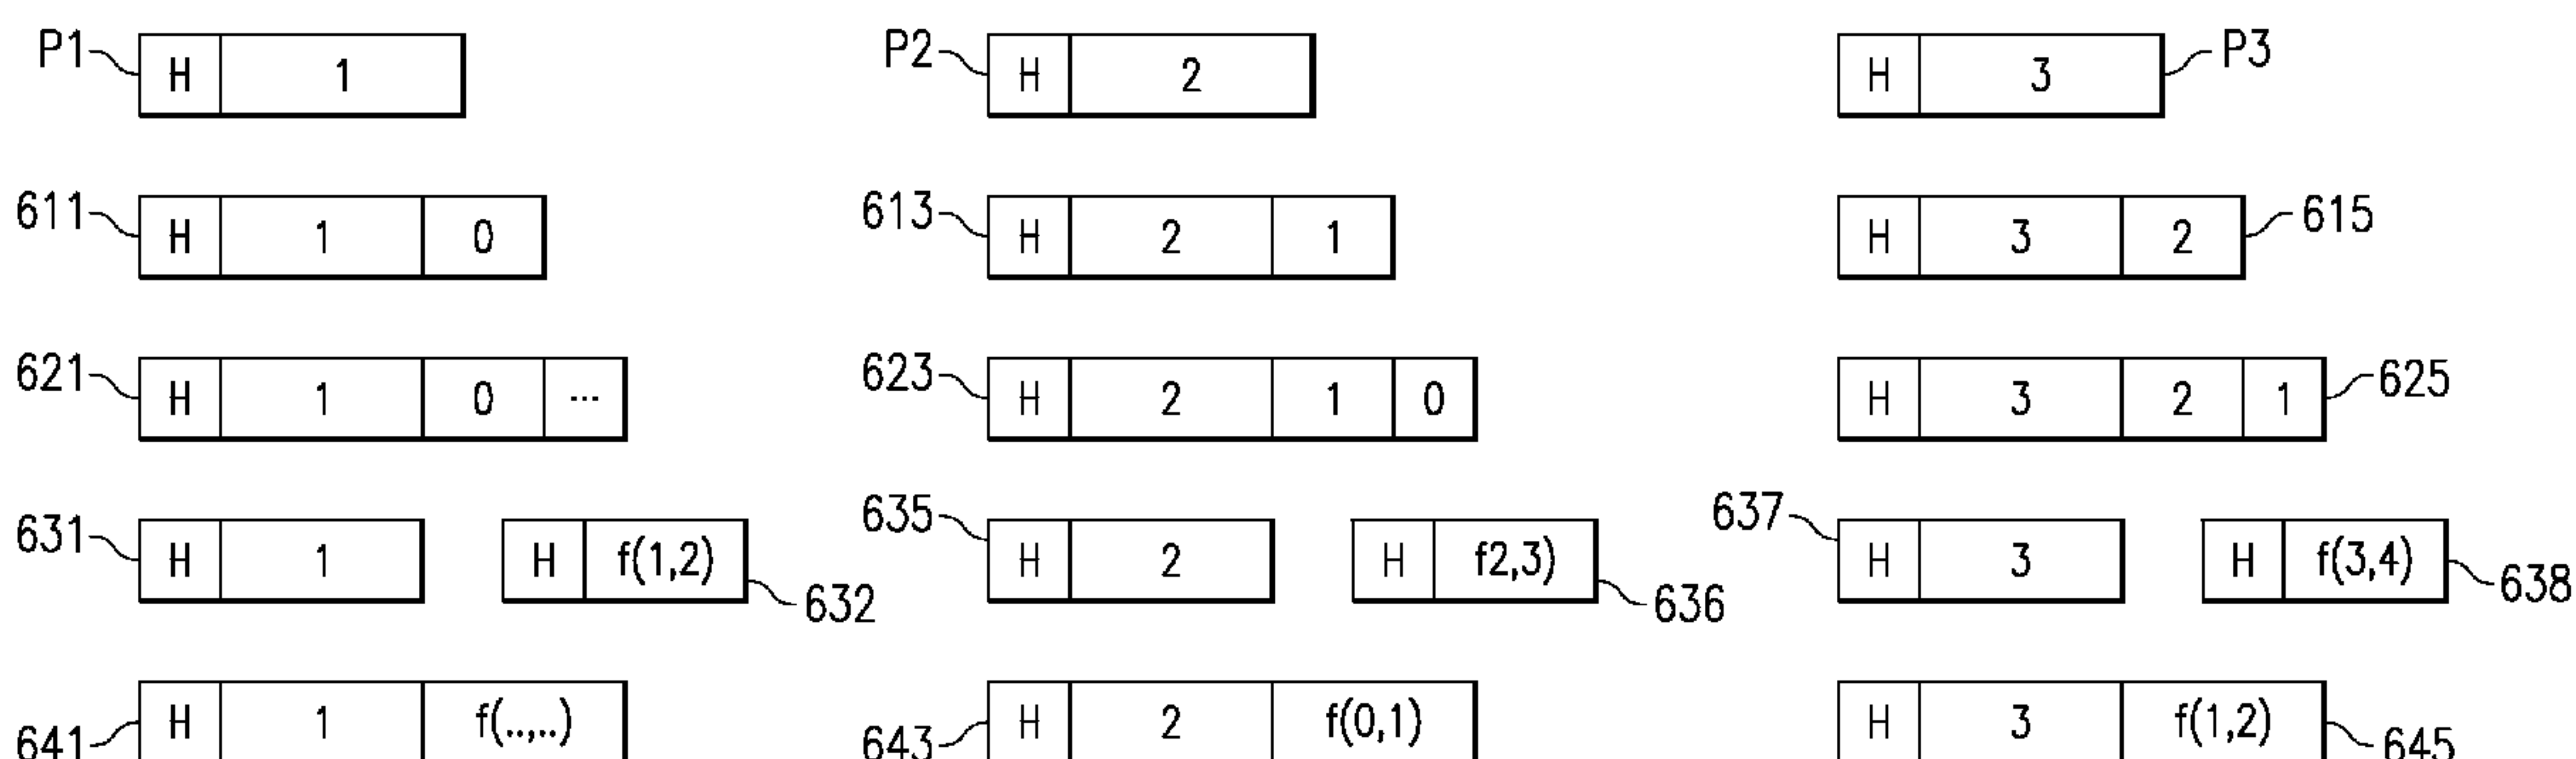 P1 H 1 P2 H 2 H 3 P3
611 H 1 0 613 H 2 1 H 3 2 615
621 H 1 0 ... 623 H 2 1 0 H 3 2 1 625
631 H 1 H f(1,2) 632 635 H 2 H f2,3) 636 637 H 3 H f(3,4) 638
641 H 1 f(..,..) 643 H 2 f(0,1) H 3 f(1,2) 645